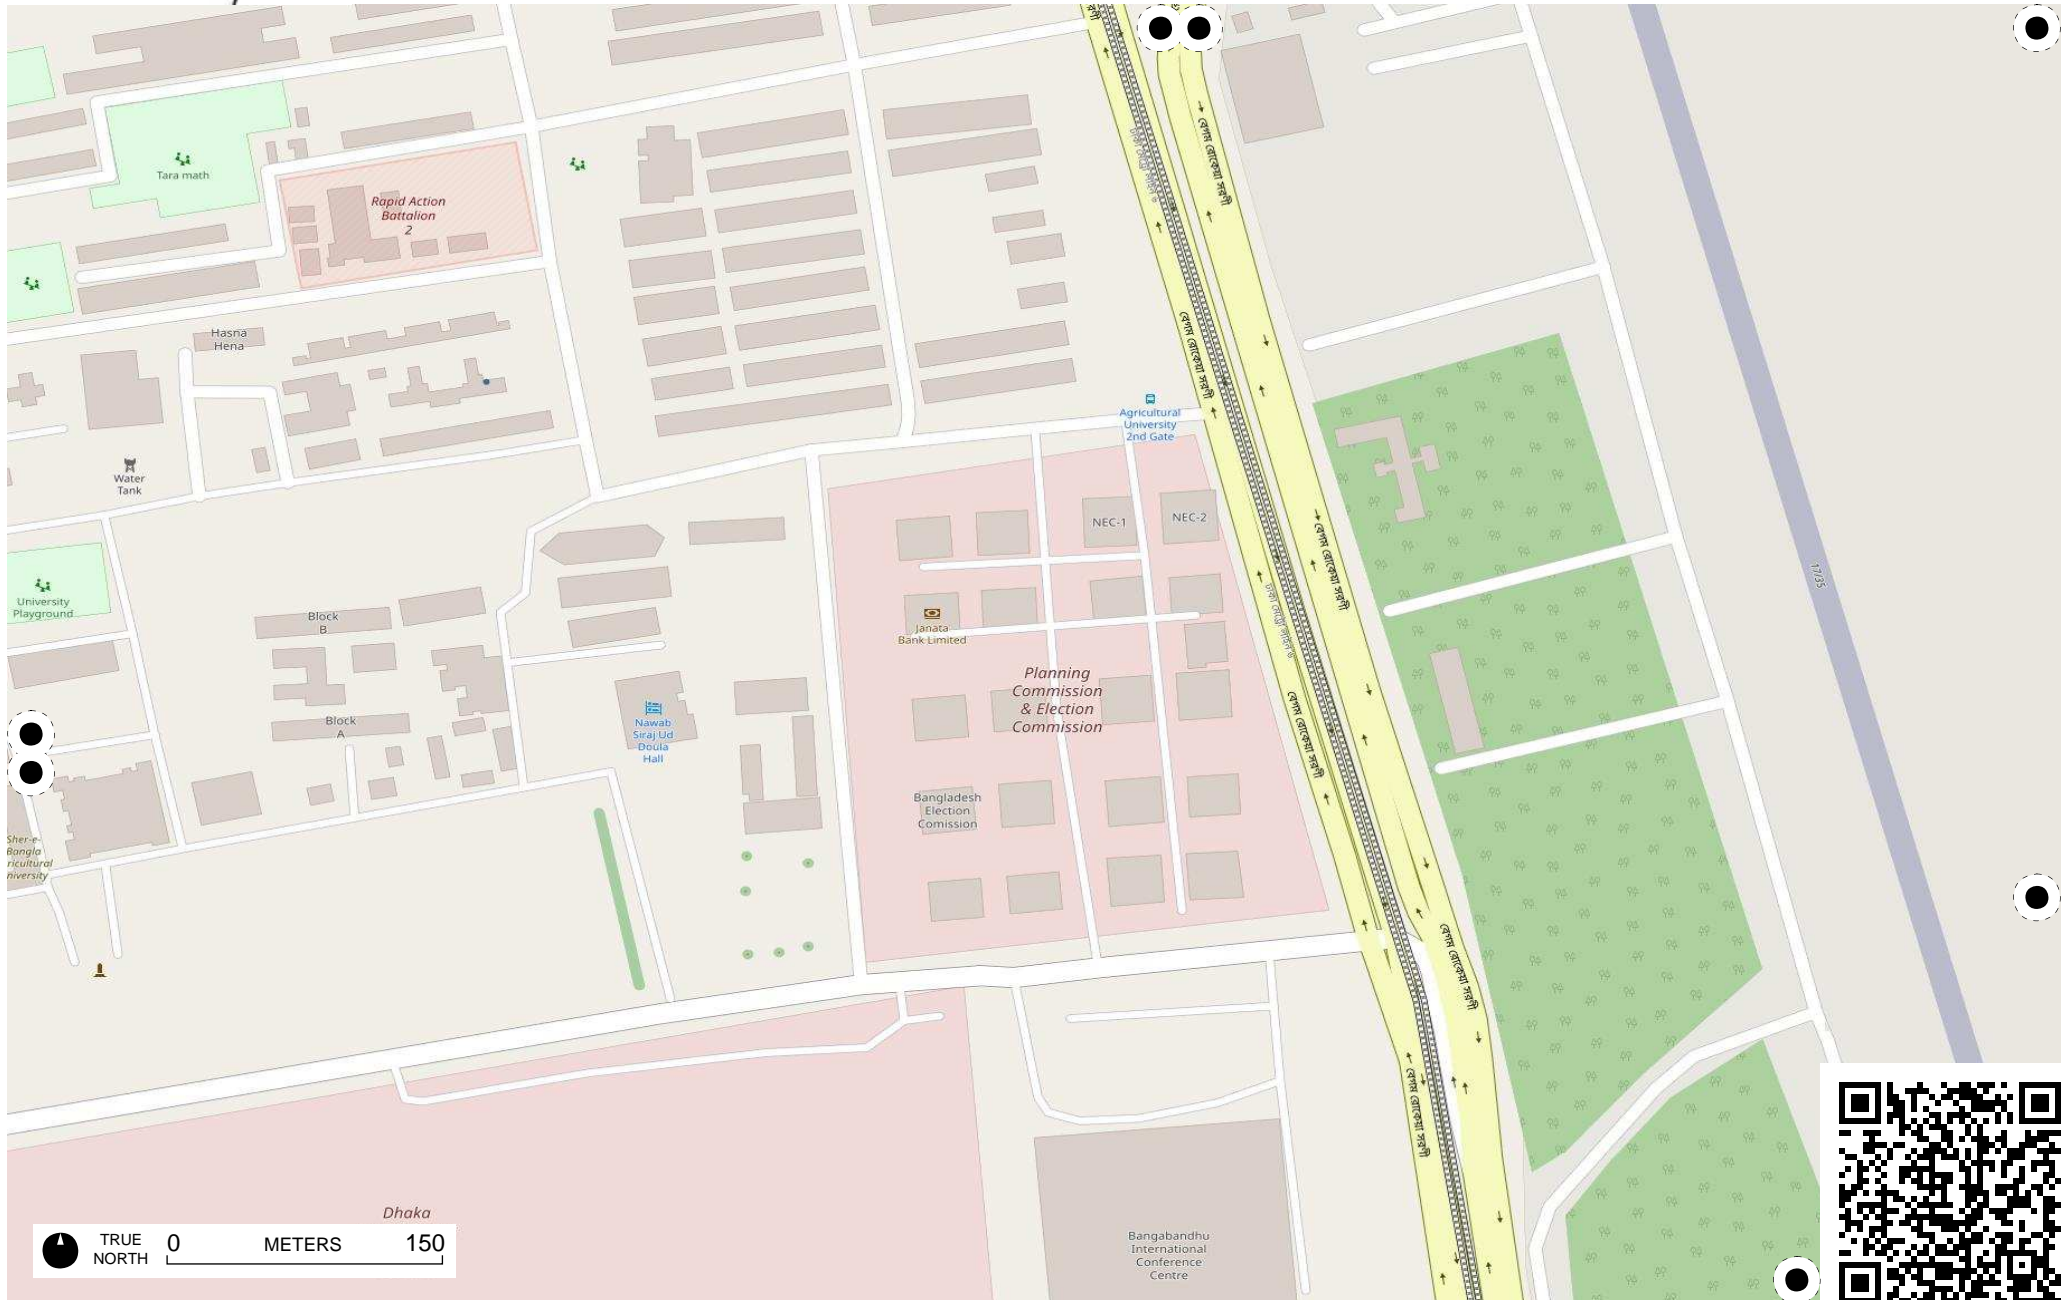 Tara math
Rapid Action
Battalion
2
বেগম রোকেয়া সরণী
Hasna
Hena
বেগম রোকেয়া সরণী
Agricultural
University
2nd Gate
Water
Tank
NEC-1
NEC-2
বেগম রোকেয়া সরণী
17/35
University
Playground
Block
B
Janata
Bank Limited
Planning
Commission
& Election
Commission
Block
A
Nawab
Siraj Ud
Doula
Hall
বেগম রোকেয়া সরণী
Bangladesh
Election
Comission
Sher-e-
Bangla
ricultural
niversity
বেগম রোকেয়া সরণী
বেগম রোকেয়া সরণী
Dhaka
Bangabandhu
International
Conference
Centre
TRUE
NORTH
0 METERS 150